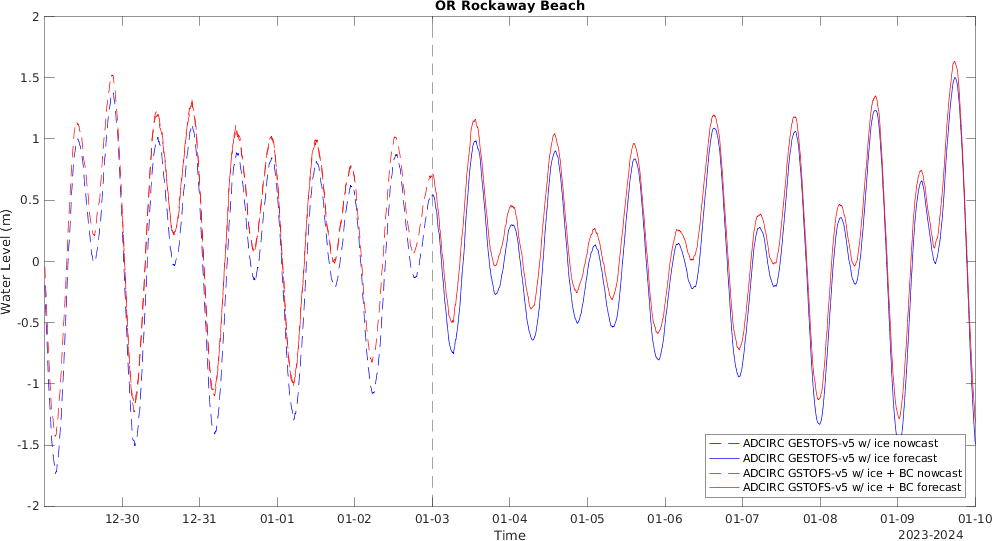 OR Rockaway Beach
2
1.5
1
0.5
0
-0.5
-1
-1.5
-2
Water Level (m)
ADCIRC GESTOFS-v5 w/ ice nowcast
ADCIRC GESTOFS-v5 w/ ice forecast
ADCIRC GSTOFS-v5 w/ ice + BC nowcast
ADCIRC GSTOFS-v5 w/ ice + BC forecast
12-30 12-31 01-01 01-02 01-03 01-04 01-05 01-06 01-07 01-08 01-09 01-10
Time
2023-2024